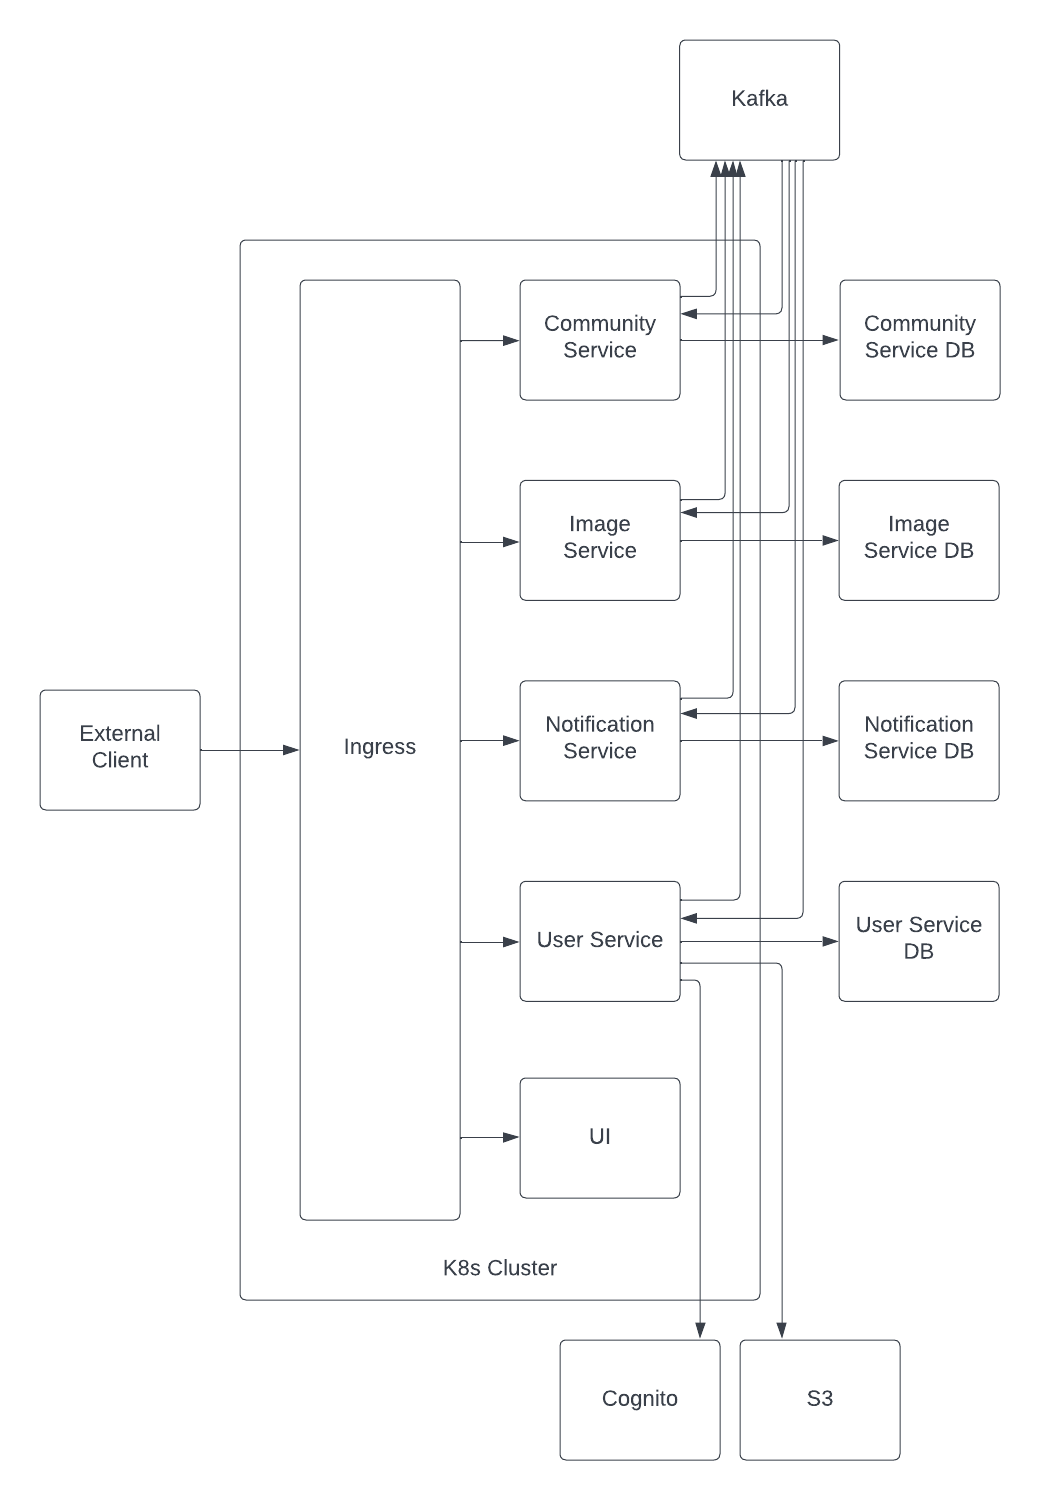 Kafka
Community
Service
Community
Service DB
Image
Service
Image
Service DB
External
Client
Ingress
Notification
Service
Notification
Service DB
User Service
User Service
DB
UI
K8s Cluster
Cognito
S3